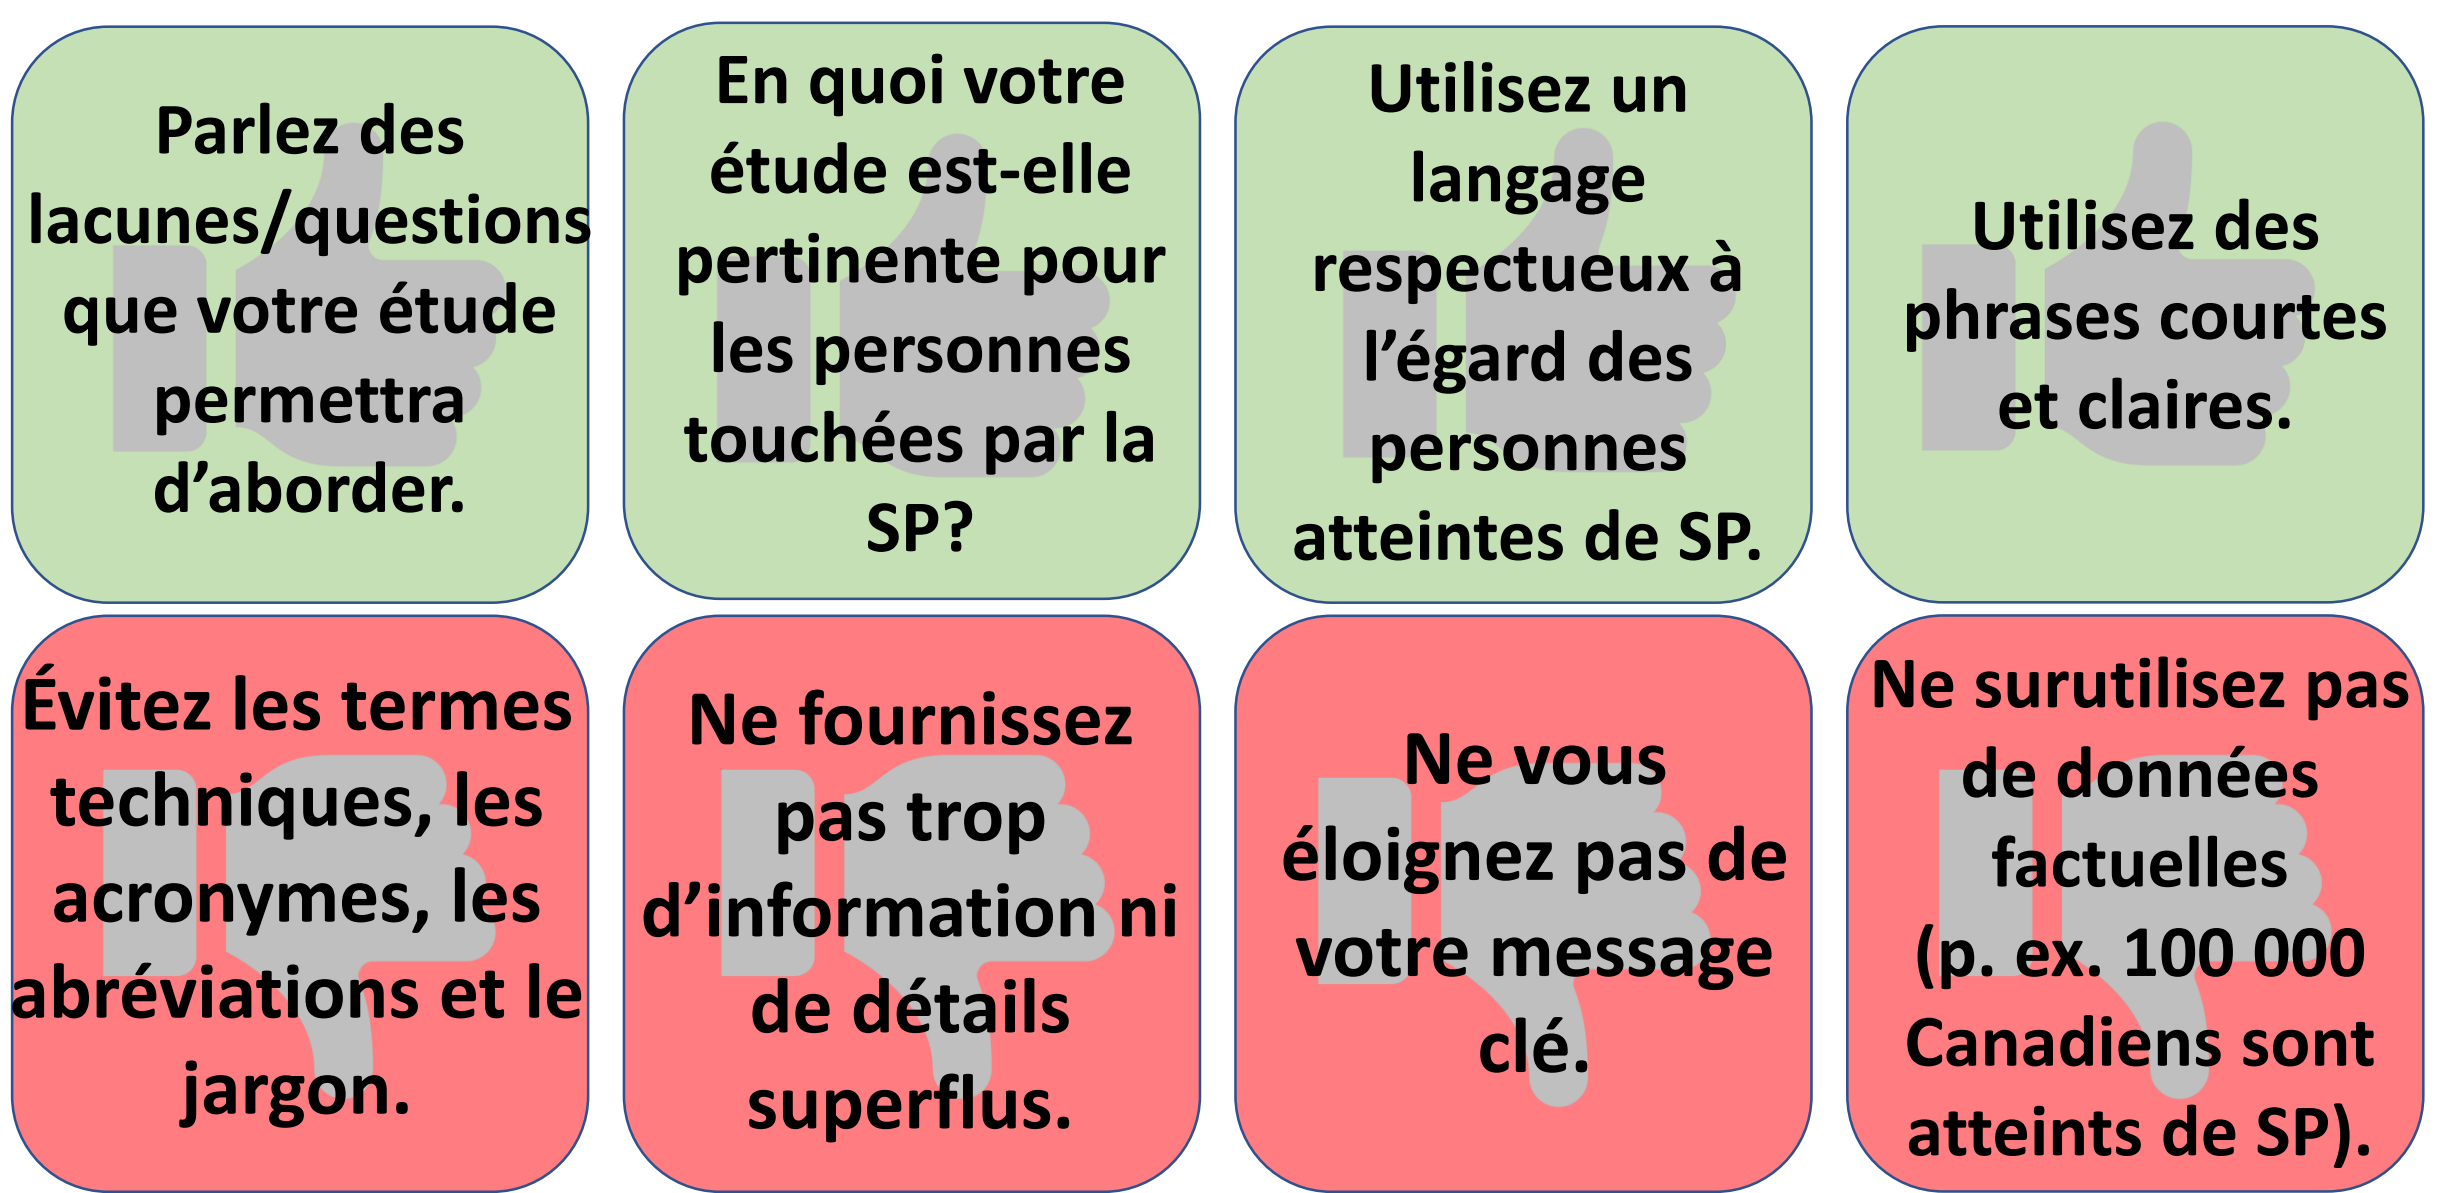 Parlez des
lacunes/questions
que votre étude
permettra
d’aborder.
En quoi votre
étude est-elle
pertinente pour
les personnes
touchées par la
SP?
Utilisez un
langage
respectueux à
l’égard des
personnes
atteintes de SP.
Utilisez des
phrases courtes
et claires.
Évitez les termes
techniques, les
acronymes, les
abréviations et le
jargon.
Ne fournissez
pas trop
d’information ni
de détails
superflus.
Ne vous
éloignez pas de
votre message
clé.
Ne surutilisez pas
de données
factuelles
(p. ex. 100 000
Canadiens sont
atteints de SP).